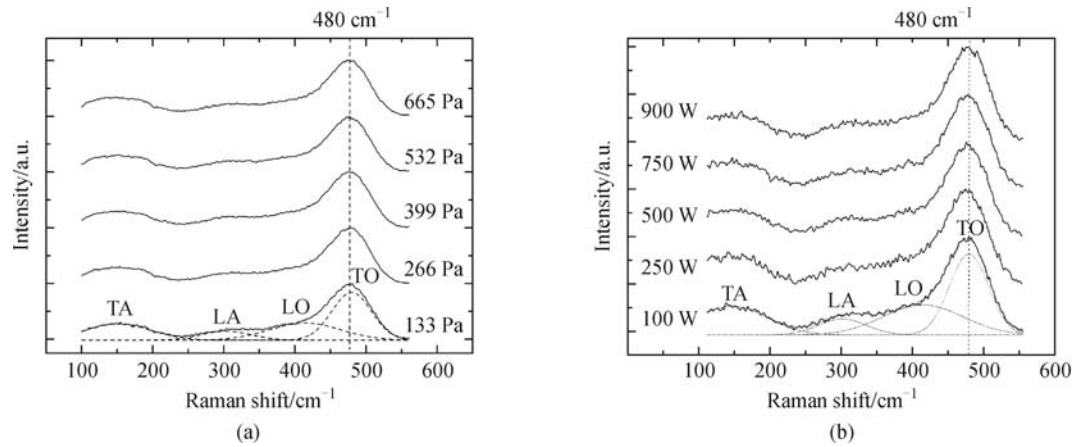 480 cm⁻¹
Intensity/a.u.
665 Pa
532 Pa
399 Pa
266 Pa
133 Pa
TA
LA
LO
TO
100 200 300 400 500 600
Raman shift/cm⁻¹
(a)
480 cm⁻¹
Intensity/a.u.
900 W
750 W
500 W
250 W
100 W
TA
LA
LO
TO
100 200 300 400 500 600
Raman shift/cm⁻¹
(b)